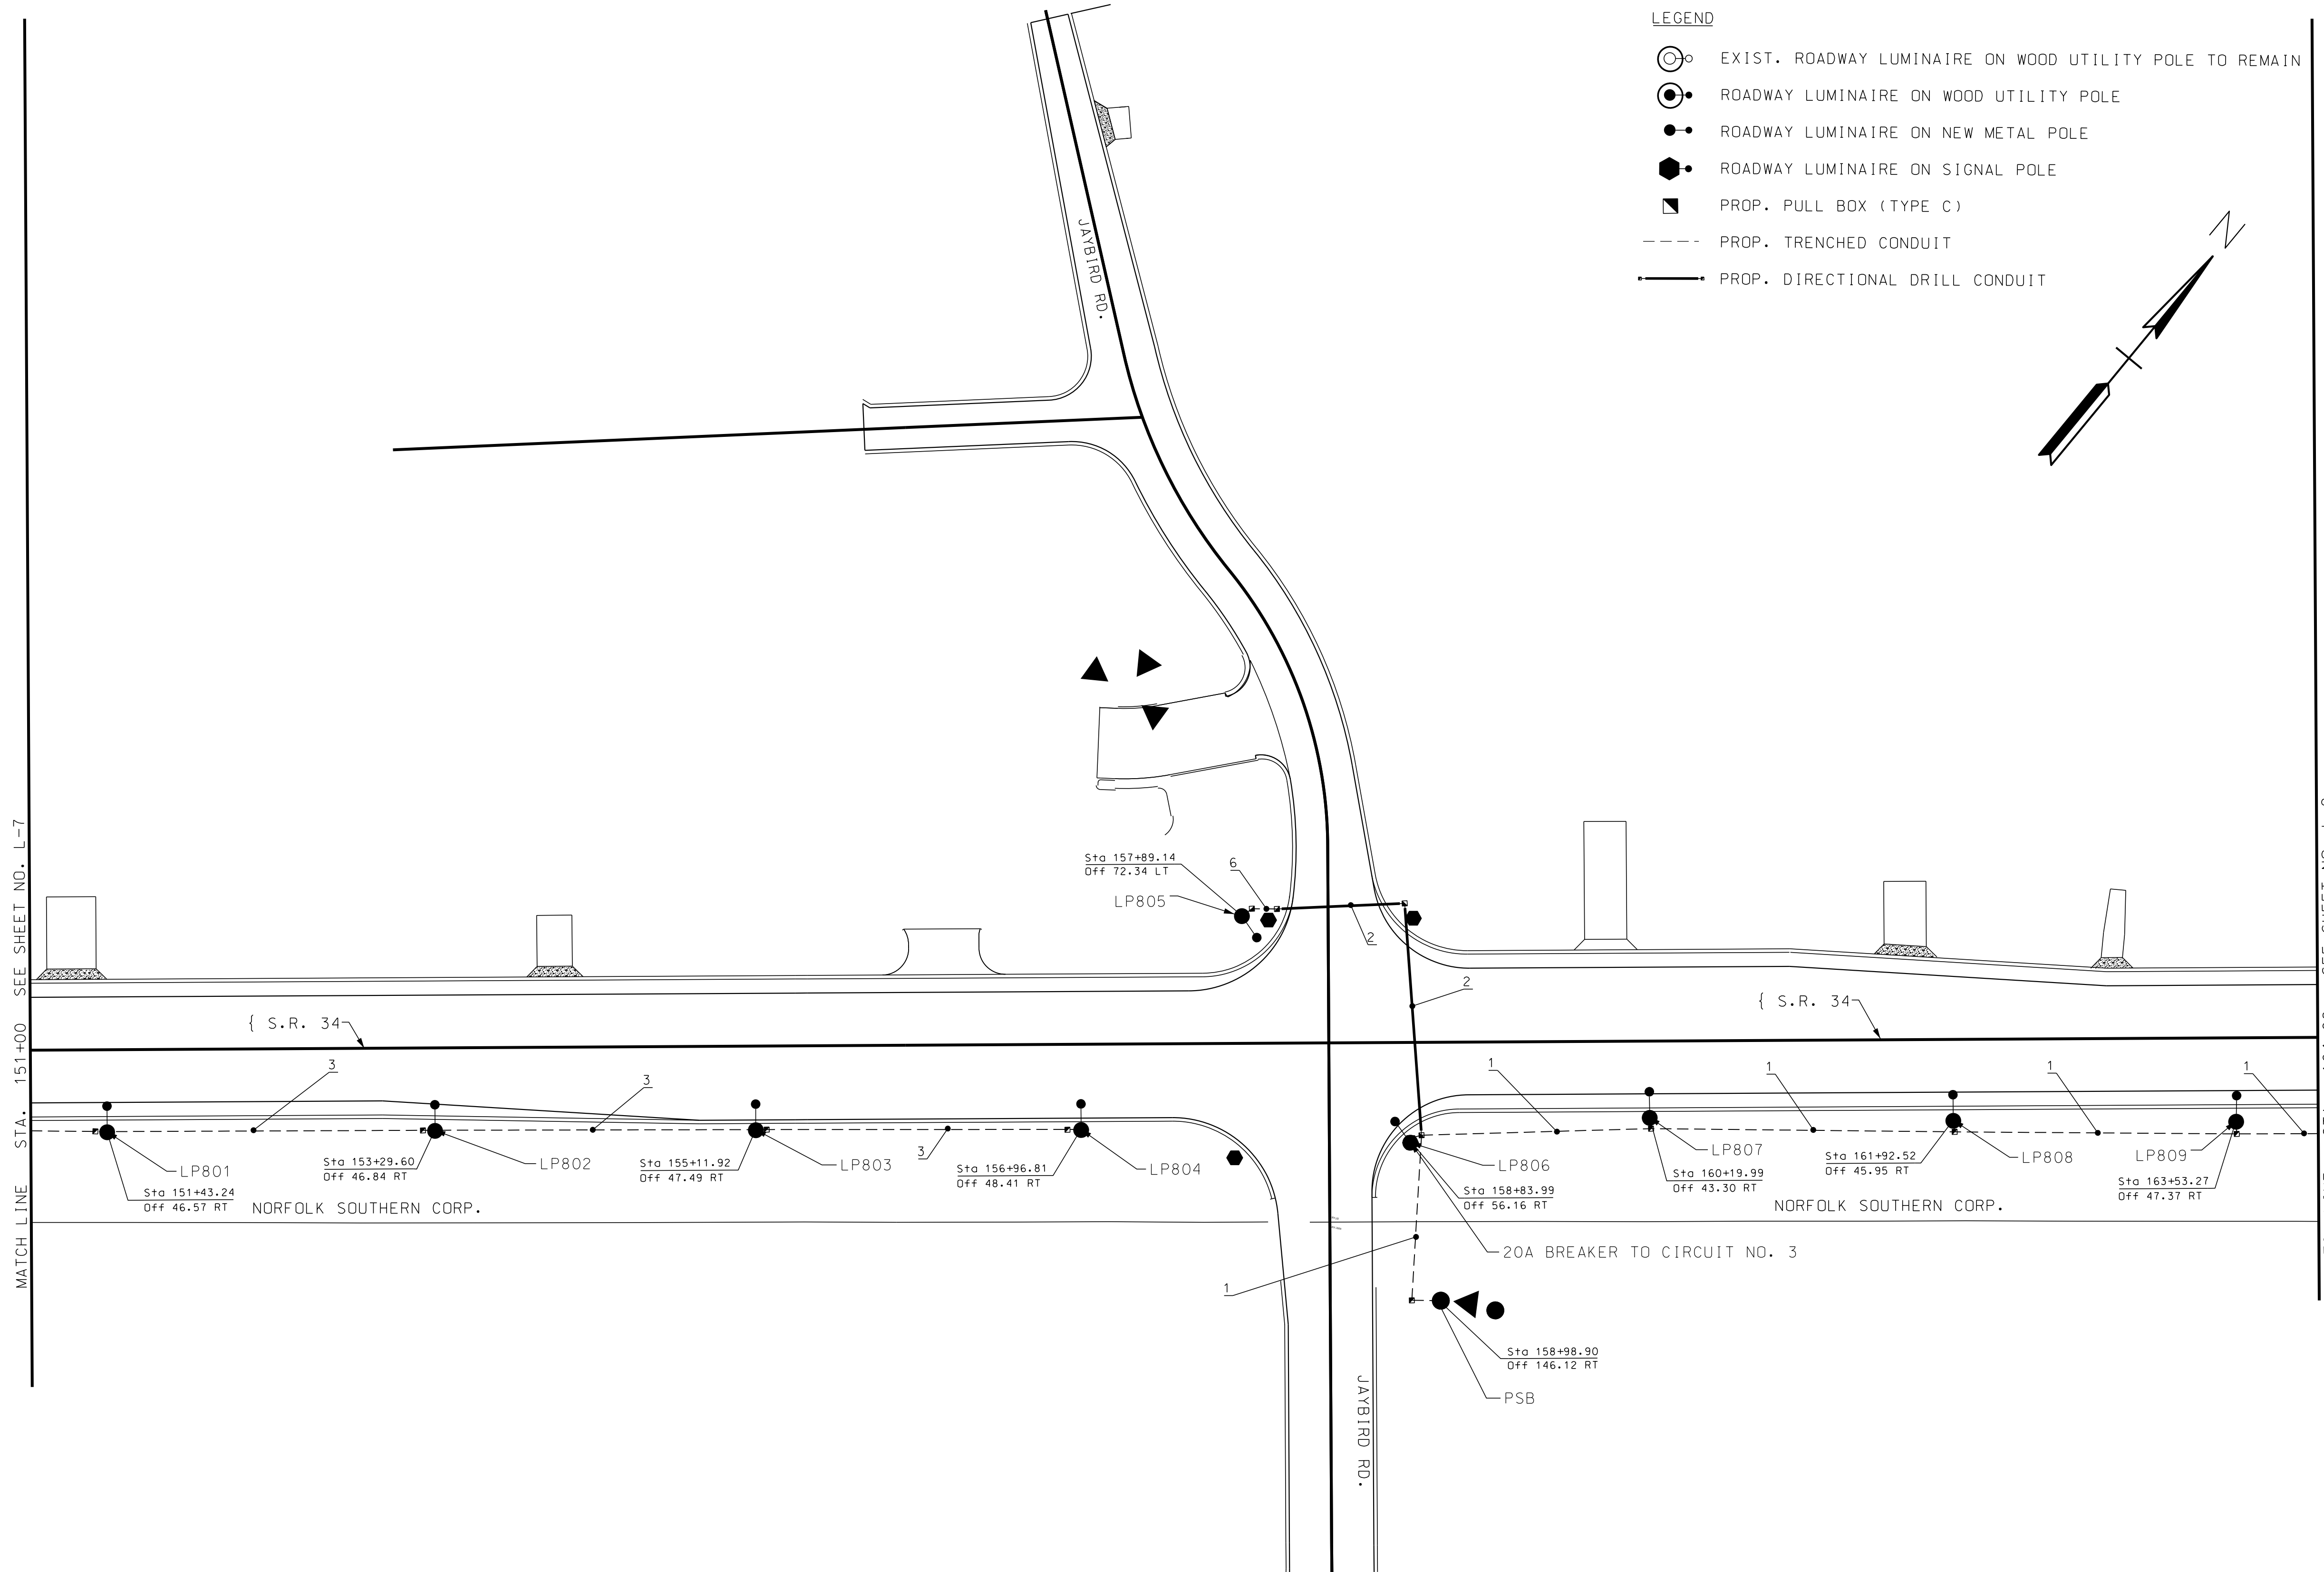 LEGEND
EXIST. ROADWAY LUMINAIRE ON WOOD UTILITY POLE TO REMAIN
ROADWAY LUMINAIRE ON WOOD UTILITY POLE
ROADWAY LUMINAIRE ON NEW METAL POLE
ROADWAY LUMINAIRE ON SIGNAL POLE
PROP. PULL BOX (TYPE C)
PROP. TRENCHED CONDUIT
PROP. DIRECTIONAL DRILL CONDUIT
N
JAYBIRD RD.
MATCH LINE STA. 151+00 SEE SHEET NO. L-7
Sta 157+89.14
Off 72.34 LT
LP805
6
2
2
{ S.R. 34
{ S.R. 34
3
3
3
1
1
1
1
LP801
Sta 151+43.24
Off 46.57 RT
Sta 153+29.60
Off 46.84 RT
LP802
Sta 155+11.92
Off 47.49 RT
LP803
Sta 156+96.81
Off 48.41 RT
LP804
LP806
Sta 158+83.99
Off 56.16 RT
LP807
Sta 160+19.99
Off 43.30 RT
Sta 161+92.52
Off 45.95 RT
LP808
LP809
Sta 163+53.27
Off 47.37 RT
NORFOLK SOUTHERN CORP.
NORFOLK SOUTHERN CORP.
20A BREAKER TO CIRCUIT NO. 3
1
Sta 158+98.90
Off 146.12 RT
PSB
JAYBIRD RD.